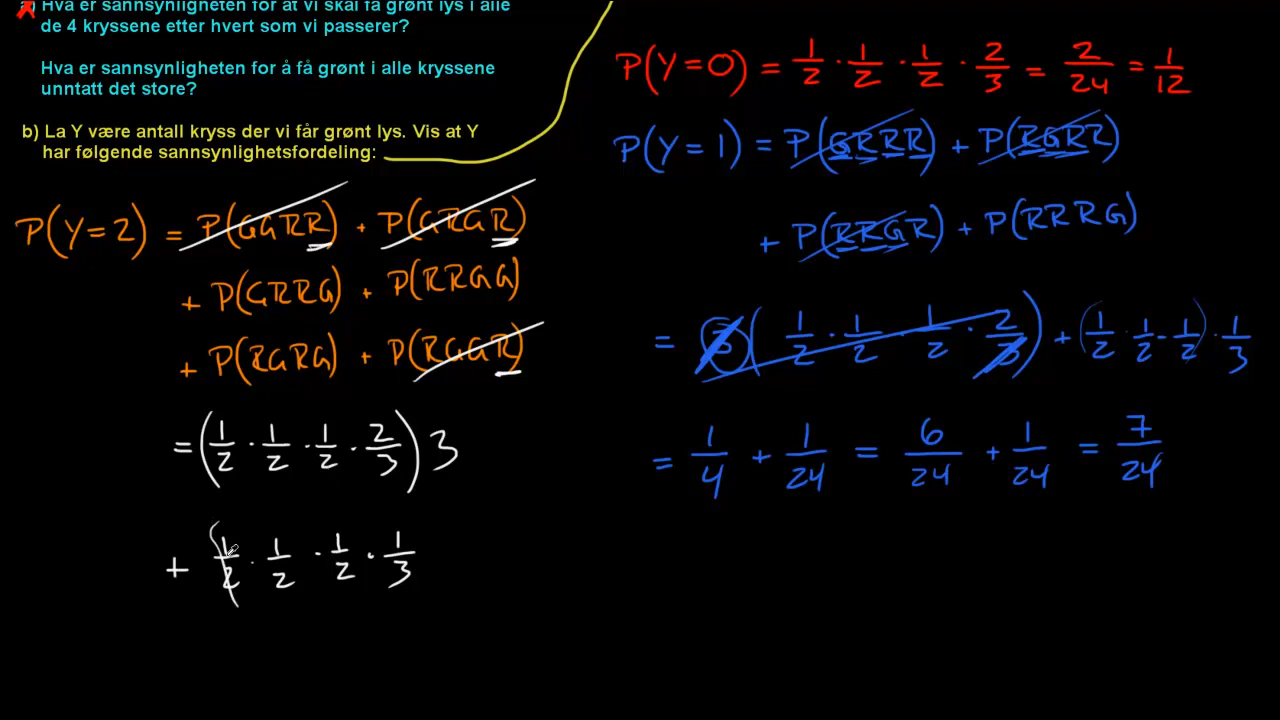 a) Hva er sannsynligheten for at vi skal få grønt lys i alle
de 4 kryssene etter hvert som vi passerer?
Hva er sannsynligheten for å få grønt i alle kryssene
unntatt det store?
b) La Y være antall kryss der vi får grønt lys. Vis at Y
har følgende sannsynlighetsfordeling:
P(Y=2) = P(GGRR) + P(GRGR)
+ P(GRRG) + P(RRGG)
+ P(RGRG) + P(RGGR)
= (1/2 · 1/2 · 1/2 · 2/3) 3
+ (1/2 · 1/2 · 1/2 · 1/3
P(Y=0) = 1/2 · 1/2 · 1/2 · 2/3 = 2/24 = 1/12
P(Y=1) = P(GRRR) + P(RGRR)
+ P(RRGR) + P(RRRG)
= 3 (1/2 · 1/2 · 1/2 · 2/3) + (1/2 · 1/2 · 1/2) · 1/3
= 1/4 + 1/24 = 6/24 + 1/24 = 7/24